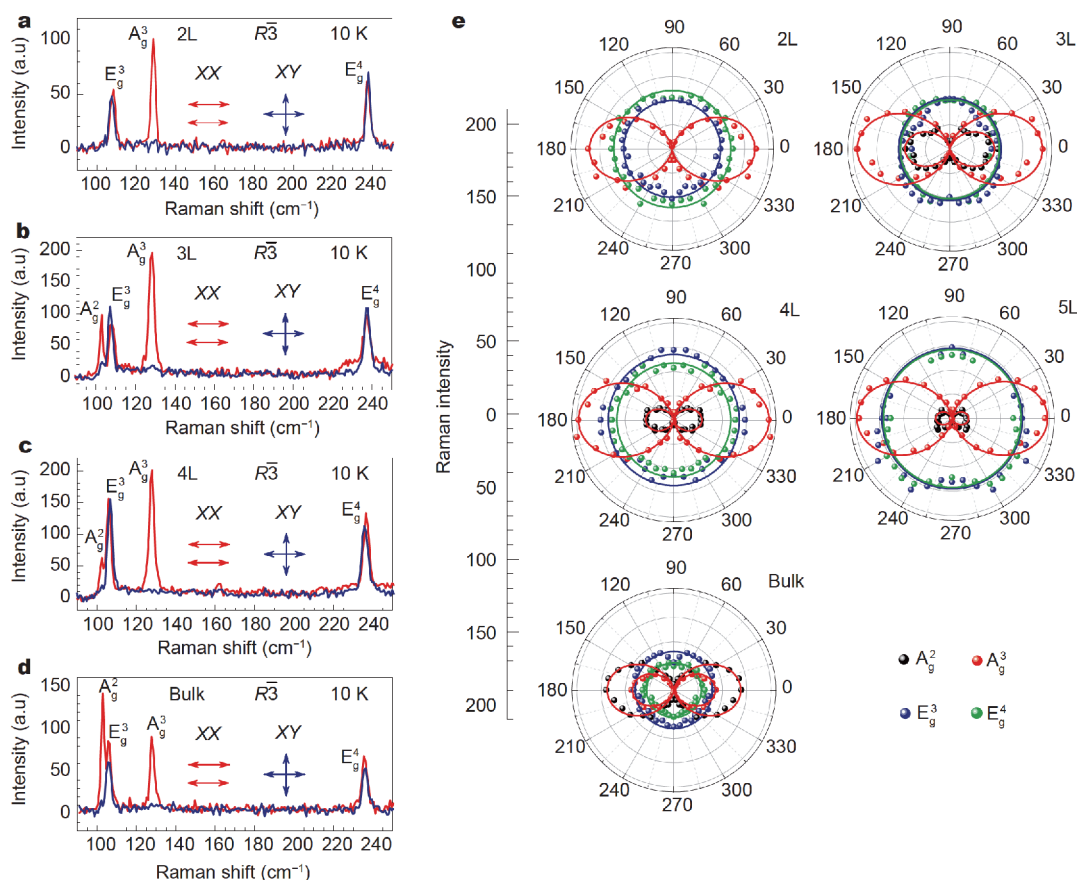 a
100
50
0
Intensity (a.u)
E³g
A³g
2L
R3̅
10 K
XX
XY
E⁴g
100 120 140 160 180 200 220 240
Raman shift (cm⁻¹)
b
200
150
100
50
0
Intensity (a.u)
A²g
E³g
A³g
3L
R3̅
10 K
XX
XY
E⁴g
100 120 140 160 180 200 220 240
Raman shift (cm⁻¹)
c
200
150
100
50
0
Intensity (a.u)
A²g
E³g
A³g
4L
R3̅
10 K
XX
XY
E⁴g
100 120 140 160 180 200 220 240
Raman shift (cm⁻¹)
d
150
100
50
0
Intensity (a.u)
A²g
E³g
A³g
Bulk
R3̅
10 K
XX
XY
E⁴g
100 120 140 160 180 200 220 240
Raman shift (cm⁻¹)
e
200
150
100
50
0
50
100
150
200
Raman intensity
2L
90
120 60
150 30
180 0
210 330
240 300
270
3L
90
120 60
150 30
180 0
210 330
240 300
270
4L
90
120 60
150 30
180 0
210 330
240 300
270
5L
90
120 60
150 30
180 0
210 330
240 300
270
Bulk
90
120 60
150 30
180 0
210 330
240 300
270
A²g A³g
E³g E⁴g